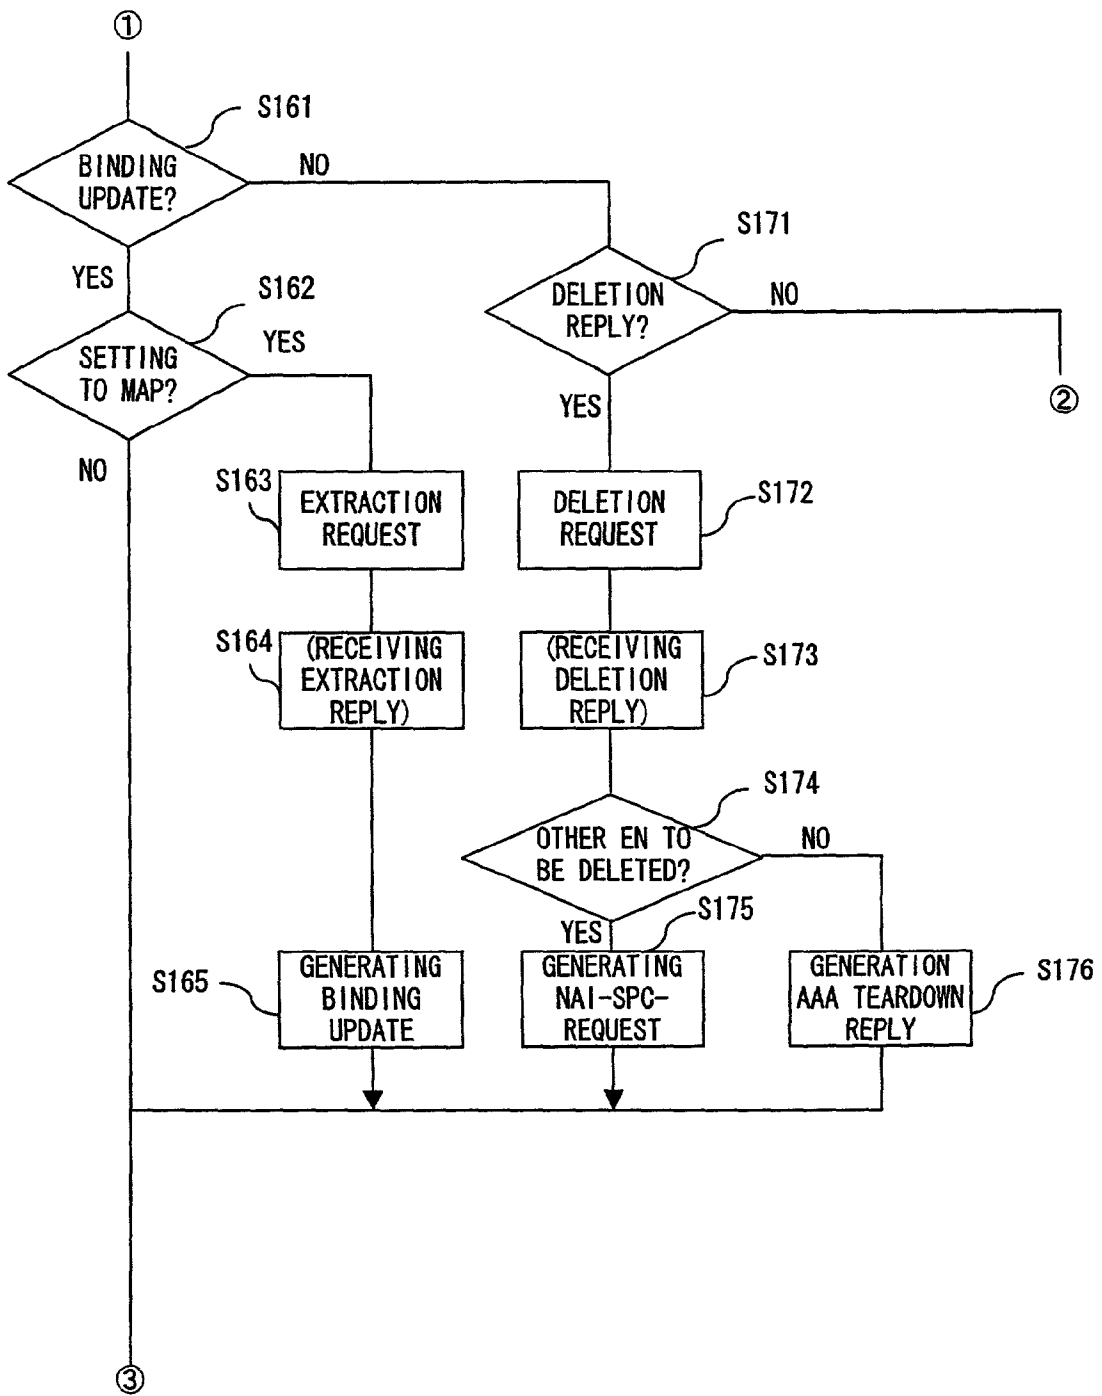 ①
S161
BINDING
UPDATE?
NO
S171
YES
S162
DELETION
REPLY?
NO
SETTING
TO MAP?
YES
②
YES
NO
S163
EXTRACTION
REQUEST
DELETION
REQUEST
S172
S164
(RECEIVING
EXTRACTION
REPLY)
(RECEIVING
DELETION
REPLY)
S173
S174
OTHER EN TO
BE DELETED?
NO
YES
S175
S165
GENERATING
BINDING
UPDATE
GENERATING
NAI-SPC-
REQUEST
GENERATION
AAA TEARDOWN
REPLY
S176
③